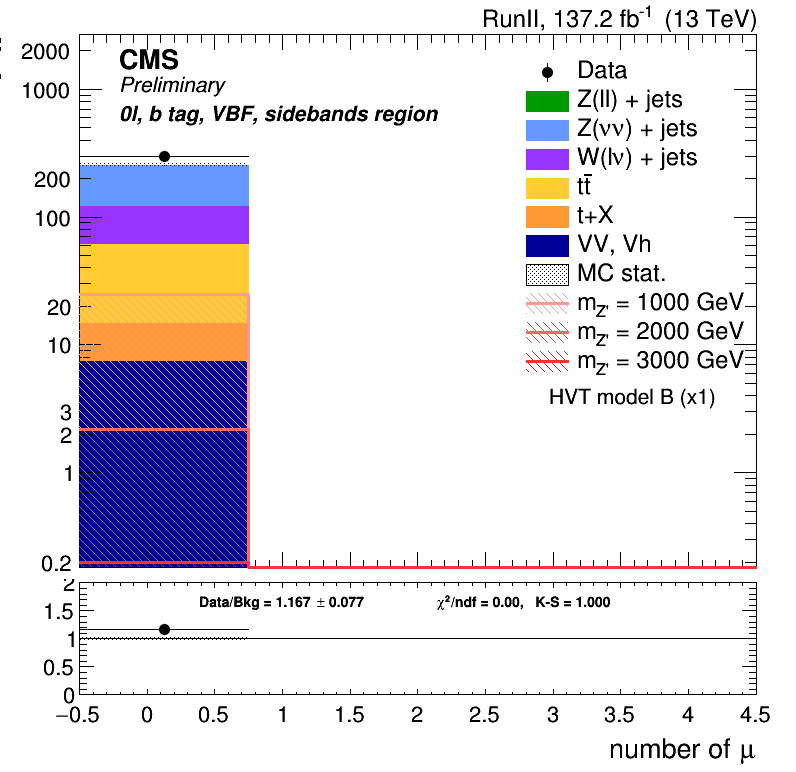 RunII, 137.2 fb⁻¹ (13 TeV)
CMS
Preliminary
0l, b tag, VBF, sidebands region
Data
Z(ll) + jets
Z(νν) + jets
W(lν) + jets
tt̄
t+X
VV, Vh
MC stat.
m_Z' = 1000 GeV
m_Z' = 2000 GeV
m_Z' = 3000 GeV
HVT model B (x1)
2000
1000
200
100
20
10
3
2
1
0.2
Data/Bkg = 1.167 ± 0.077
χ²/ndf = 0.00, K-S = 1.000
2
1.5
1
0.5
0
−0.5 0 0.5 1 1.5 2 2.5 3 3.5 4 4.5
number of μ